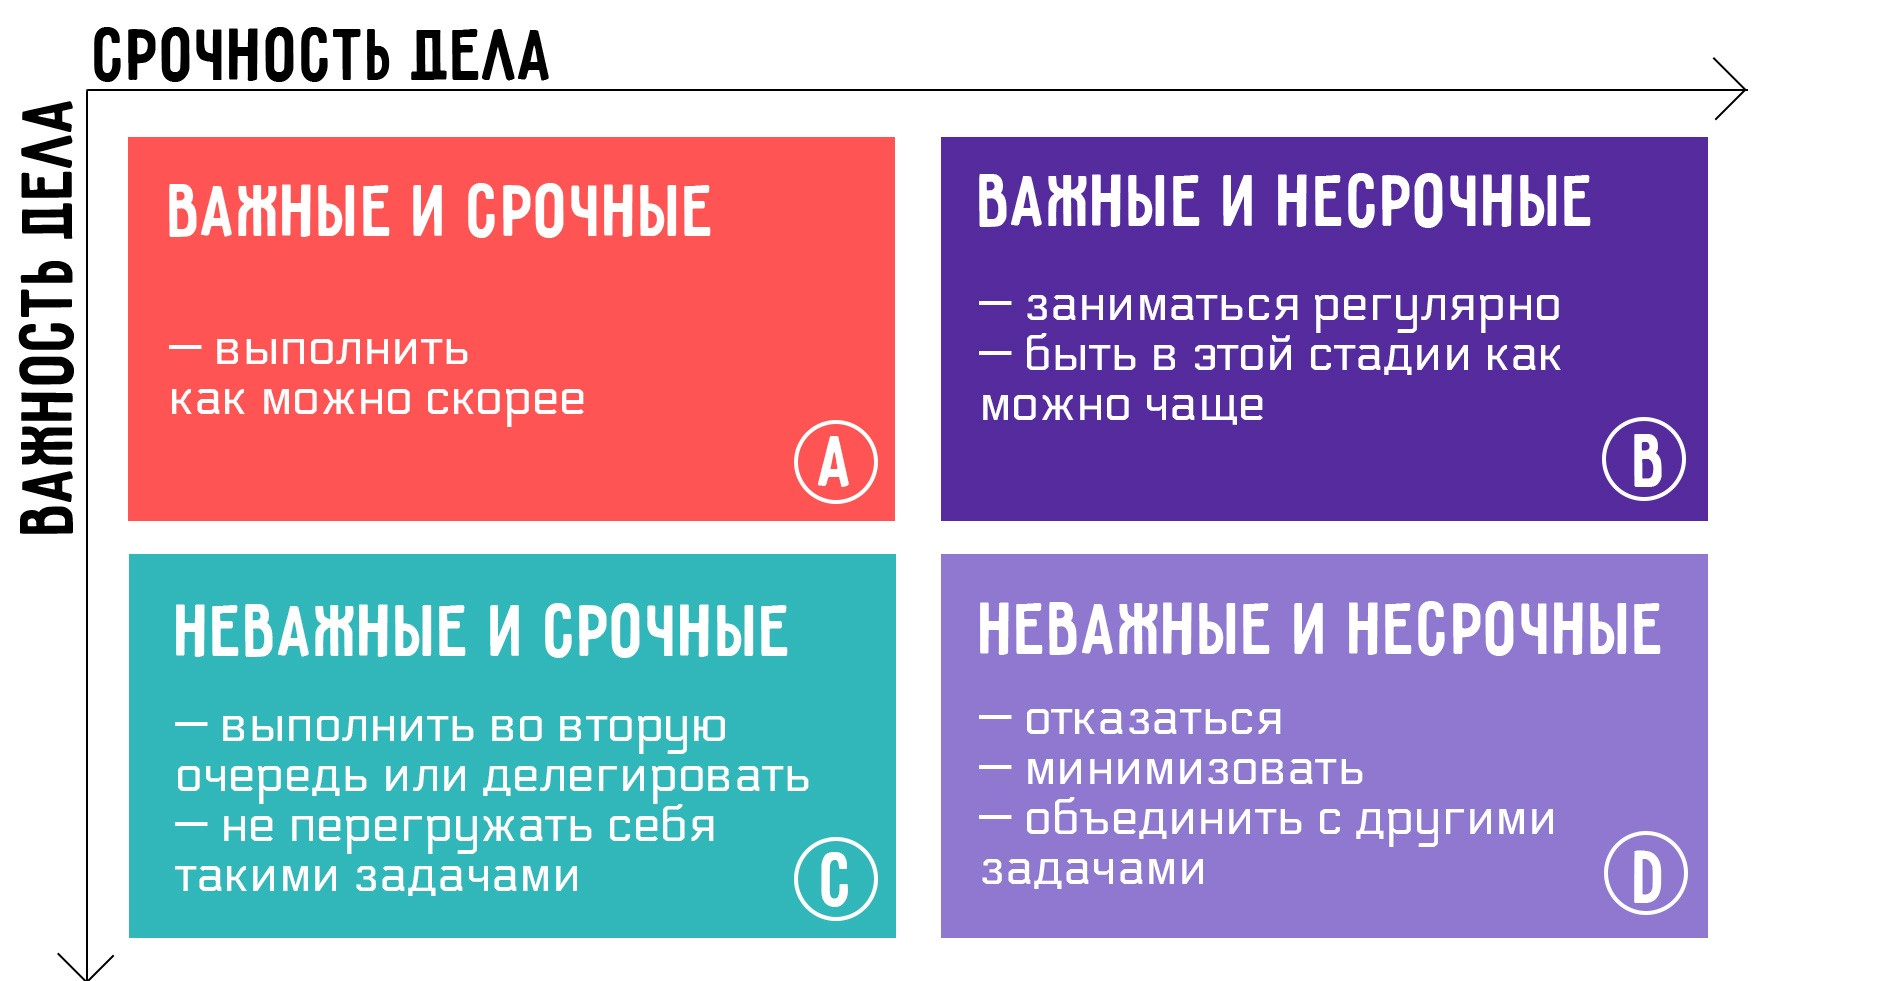 СРОЧНОСТЬ ДЕЛА
ВАЖНОСТЬ ДЕЛА
ВАЖНЫЕ И СРОЧНЫЕ
— выполнить
как можно скорее
A
ВАЖНЫЕ И НЕСРОЧНЫЕ
— заниматься регулярно
— быть в этой стадии как
можно чаще
B
НЕВАЖНЫЕ И СРОЧНЫЕ
— выполнить во вторую
очередь или делегировать
— не перегружать себя
такими задачами
C
НЕВАЖНЫЕ И НЕСРОЧНЫЕ
— отказаться
— минимизовать
— объединить с другими
задачами
D